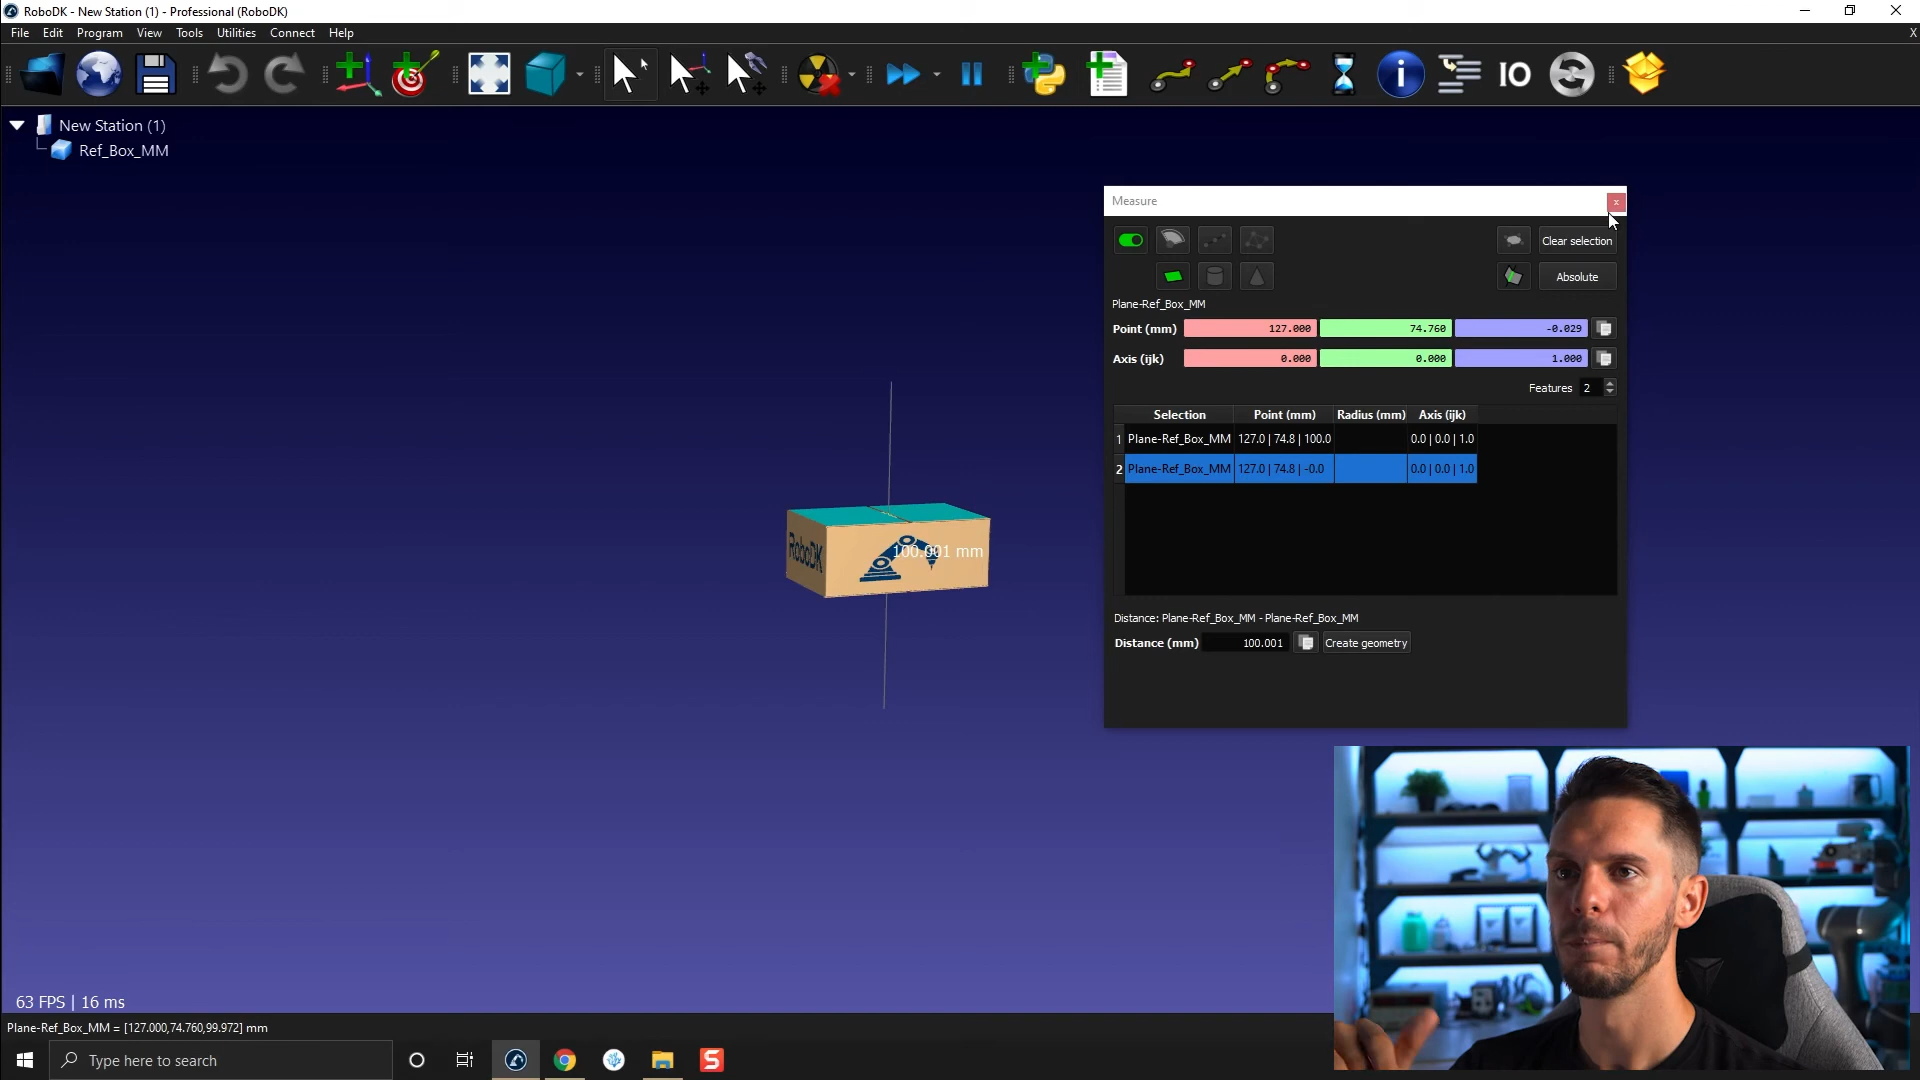 RoboDK - New Station (1) - Professional (RoboDK)
File Edit Program View Tools Utilities Connect Help
X
IO
New Station (1)
Ref_Box_MM
Measure
x
Clear selection
Absolute
Plane-Ref_Box_MM
Point (mm) 127.000 74.760 -0.029
Axis (ijk) 0.000 0.000 1.000
Features 2
Selection Point (mm) Radius (mm) Axis (ijk)
1 Plane-Ref_Box_MM 127.0 | 74.8 | 100.0 0.0 | 0.0 | 1.0
2 Plane-Ref_Box_MM 127.0 | 74.8 | -0.0 0.0 | 0.0 | 1.0
Distance: Plane-Ref_Box_MM - Plane-Ref_Box_MM
Distance (mm) 100.001 Create geometry
RoboDK
100.001 mm
63 FPS | 16 ms
Plane-Ref_Box_MM = [127.000,74.760,99.972] mm
Type here to search
S